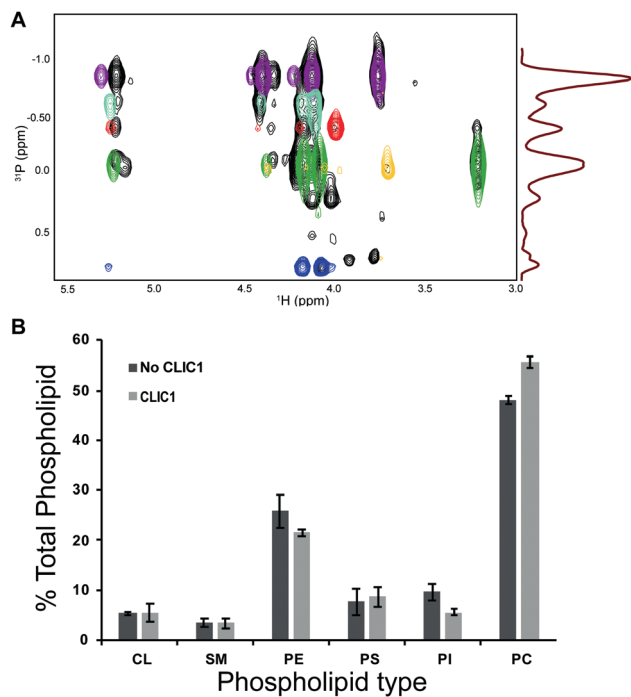 A
-1.0
-0.50
0.0
0.5
³¹P (ppm)
5.5 5.0 4.5 4.0 3.5 3.0
¹H (ppm)
B
60
50
40
30
20
10
0
% Total Phospholipid
No CLIC1
CLIC1
CL SM PE PS PI PC
Phospholipid type